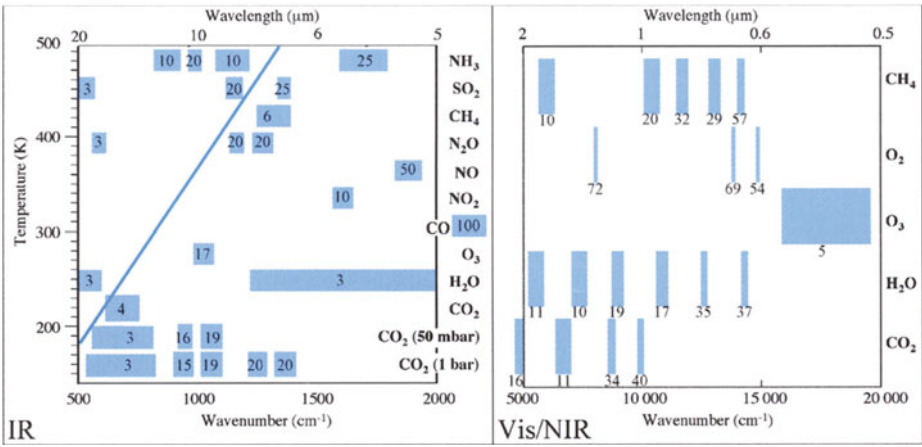 Wavelength (μm)
20 10 6 5
500
10 20 10 25 NH₃
3 20 25 SO₂
6 CH₄
400
3 20 20 N₂O
50 NO
10 NO₂
300
CO 100
17 O₃
3 3 H₂O
4 CO₂
200
3 16 19 CO₂ (50 mbar)
3 15 19 20 20 CO₂ (1 bar)
Temperature (K)
500 1000 1500 2000
Wavenumber (cm⁻¹)
IR
Wavelength (μm)
2 1 0.6 0.5
CH₄
10 20 32 29 57
O₂
72 69 54
O₃
5
H₂O
11 10 19 17 35 37
CO₂
16 11 34 40
5000 10 000 15 000 20 000
Wavenumber (cm⁻¹)
Vis/NIR